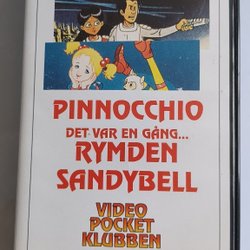 PINNOCCHIO
DET VAR EN GÅNG...
RYMDEN
SANDYBELL
VIDEO
POCKET
KLUBBEN